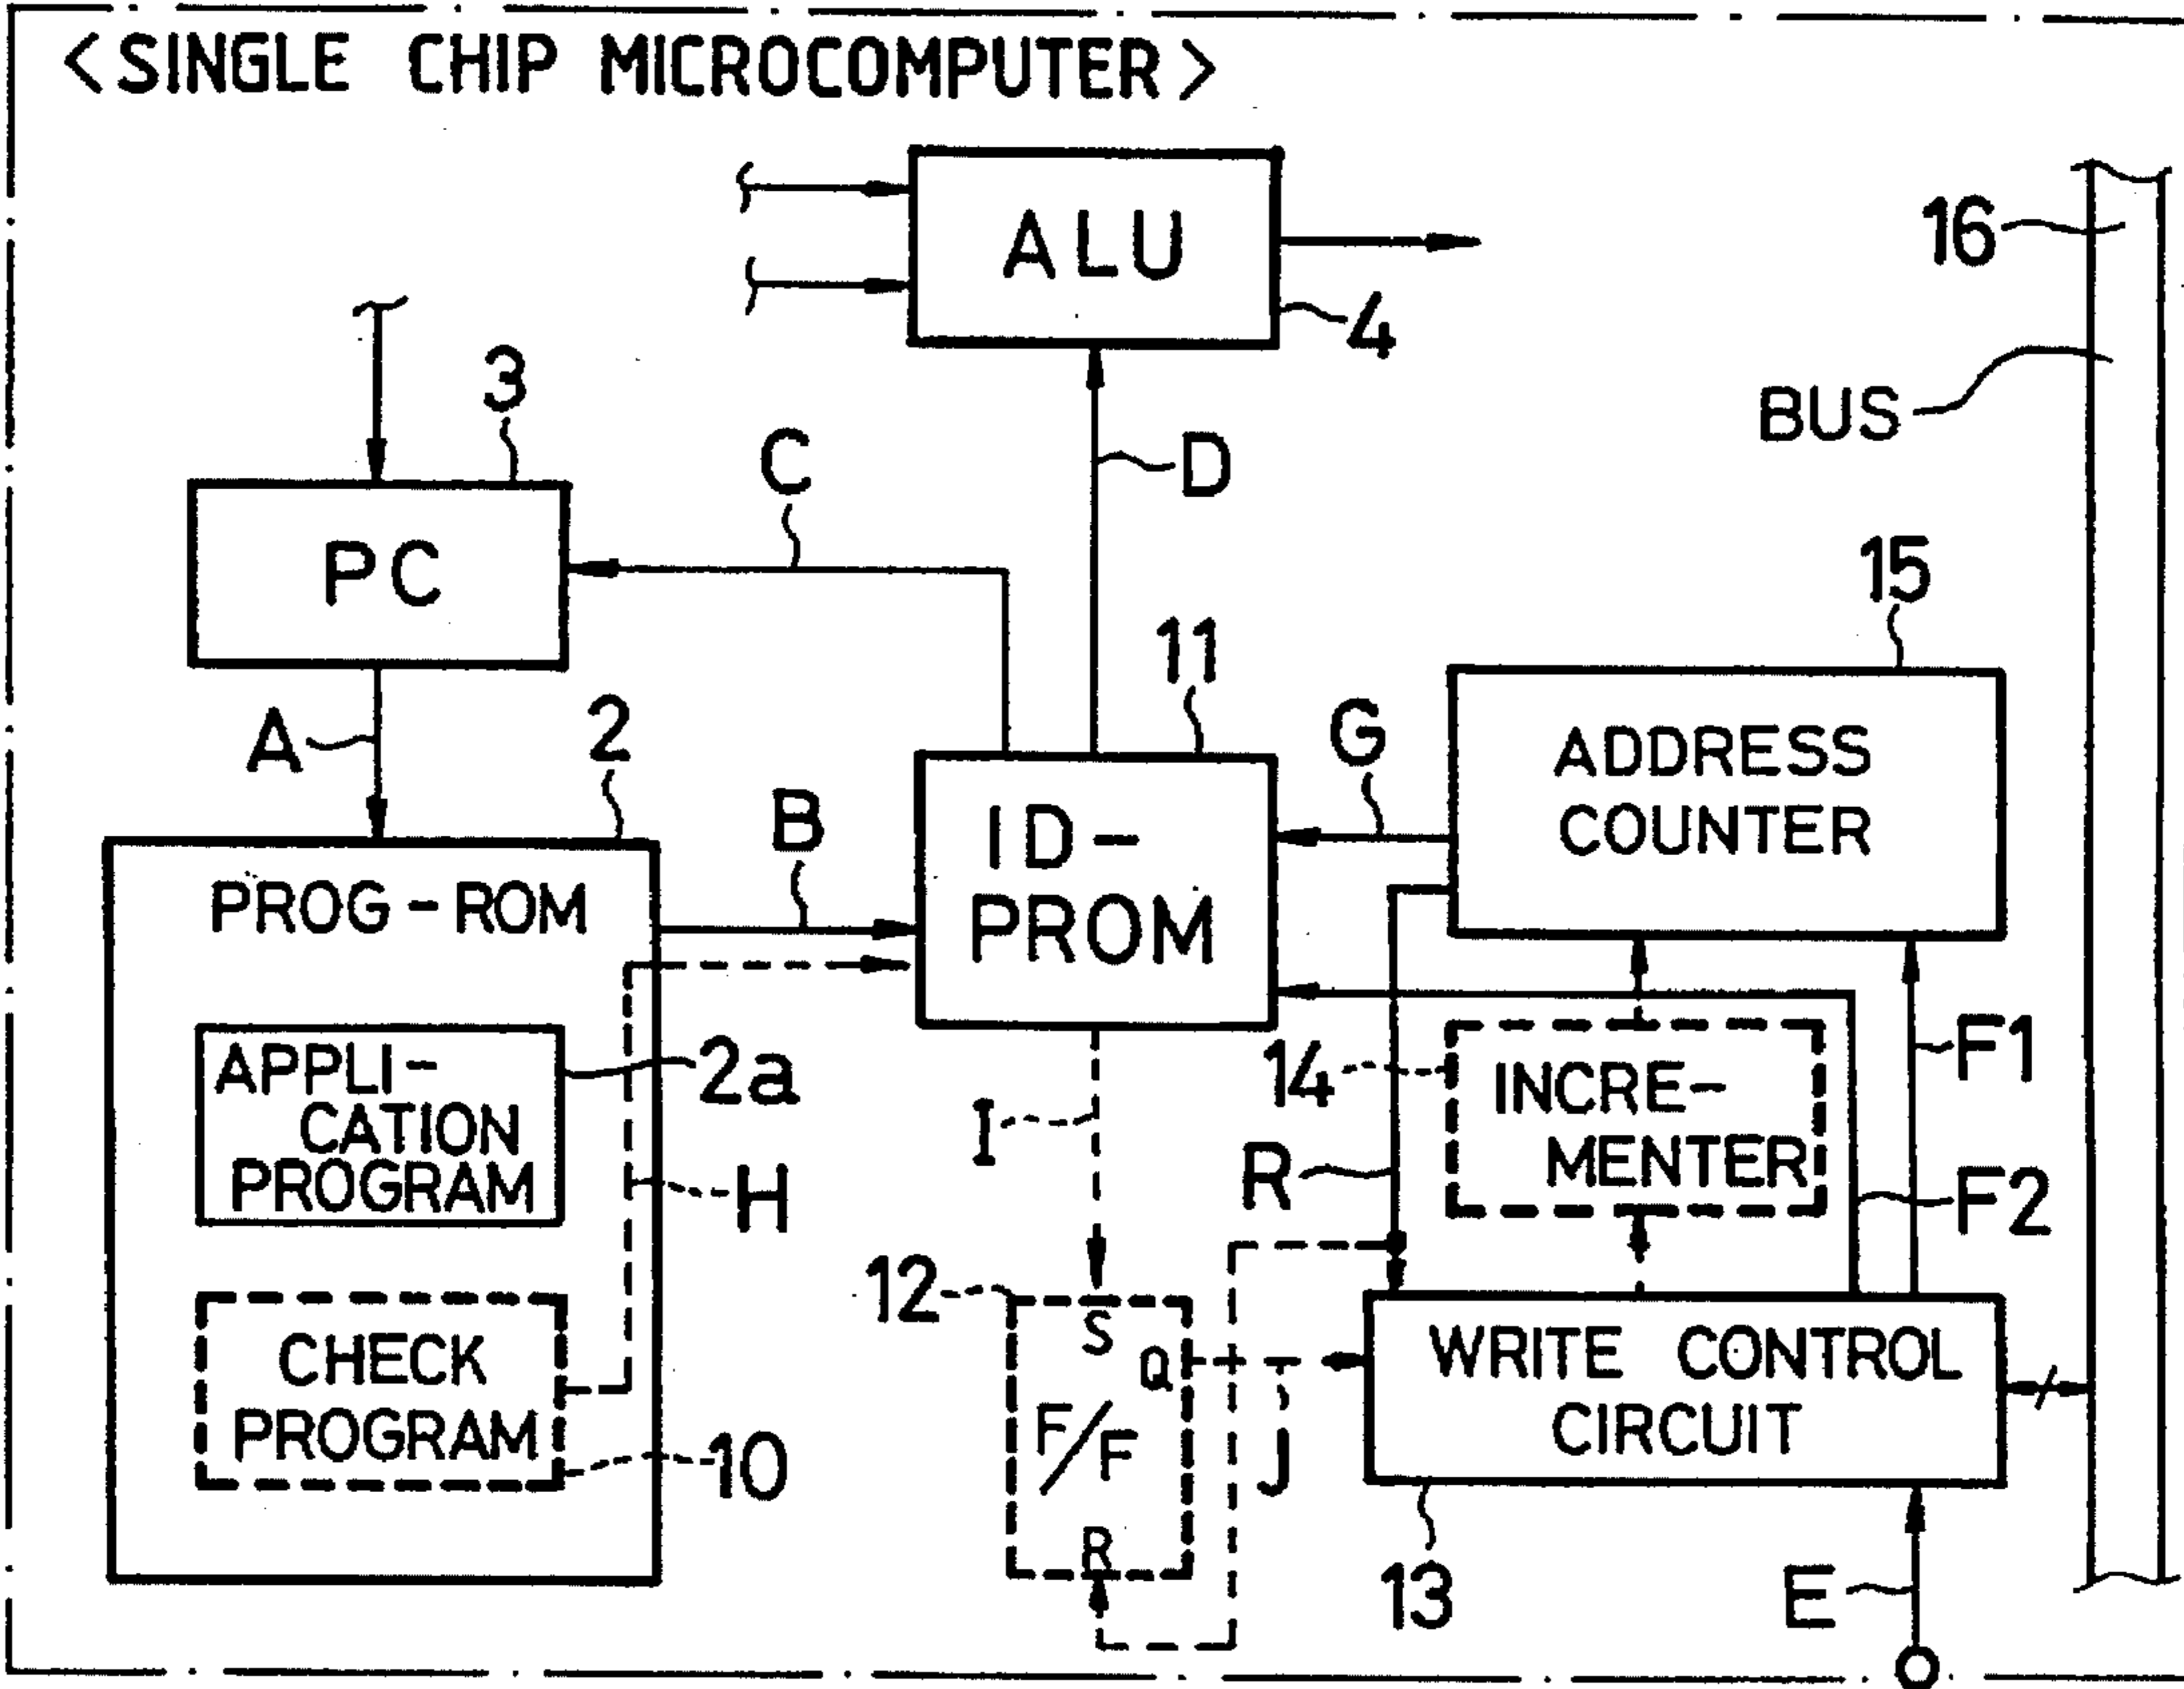 <SINGLE CHIP MICROCOMPUTER>
ALU
4
16
BUS
3
PC
C
D
15
A
2
11
G
ADDRESS
COUNTER
B
ID-
PROM
PROG-ROM
APPLI-
CATION
PROGRAM
2a
H
I
14
INCRE-
MENTER
F1
R
F2
12
S
Q
F/F
R
J
WRITE CONTROL
CIRCUIT
CHECK
PROGRAM
10
13
E